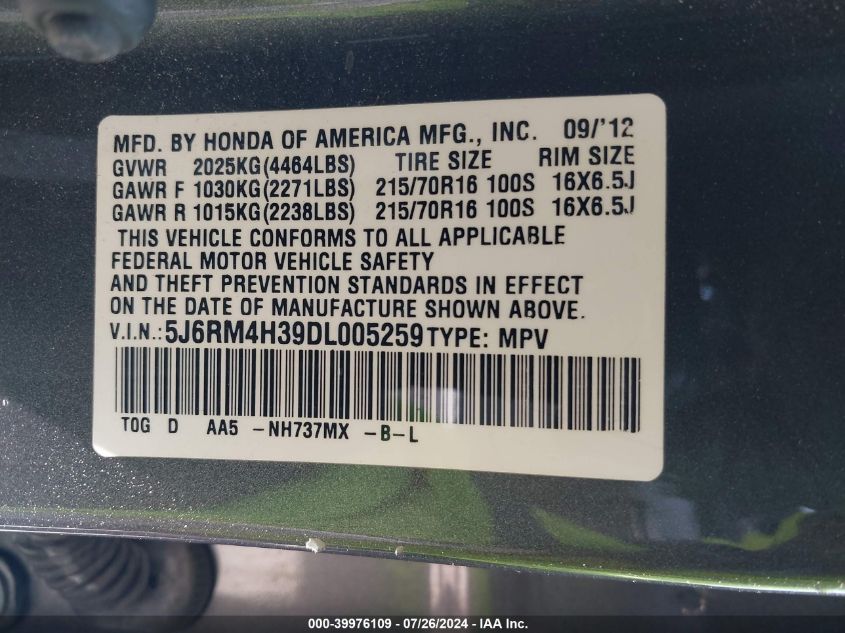 MFD. BY HONDA OF AMERICA MFG., INC. 09/'12
GVWR 2025KG(4464LBS) TIRE SIZE RIM SIZE
GAWR F 1030KG(2271LBS) 215/70R16 100S 16X6.5J
GAWR R 1015KG(2238LBS) 215/70R16 100S 16X6.5J
THIS VEHICLE CONFORMS TO ALL APPLICABLE
FEDERAL MOTOR VEHICLE SAFETY
AND THEFT PREVENTION STANDARDS IN EFFECT
ON THE DATE OF MANUFACTURE SHOWN ABOVE.
V.I.N.: 5J6RM4H39DL005259 TYPE: MPV
T0G D AA5 -NH737MX -B-L
000-39976109 / 07/26/2024 - IAA Inc.